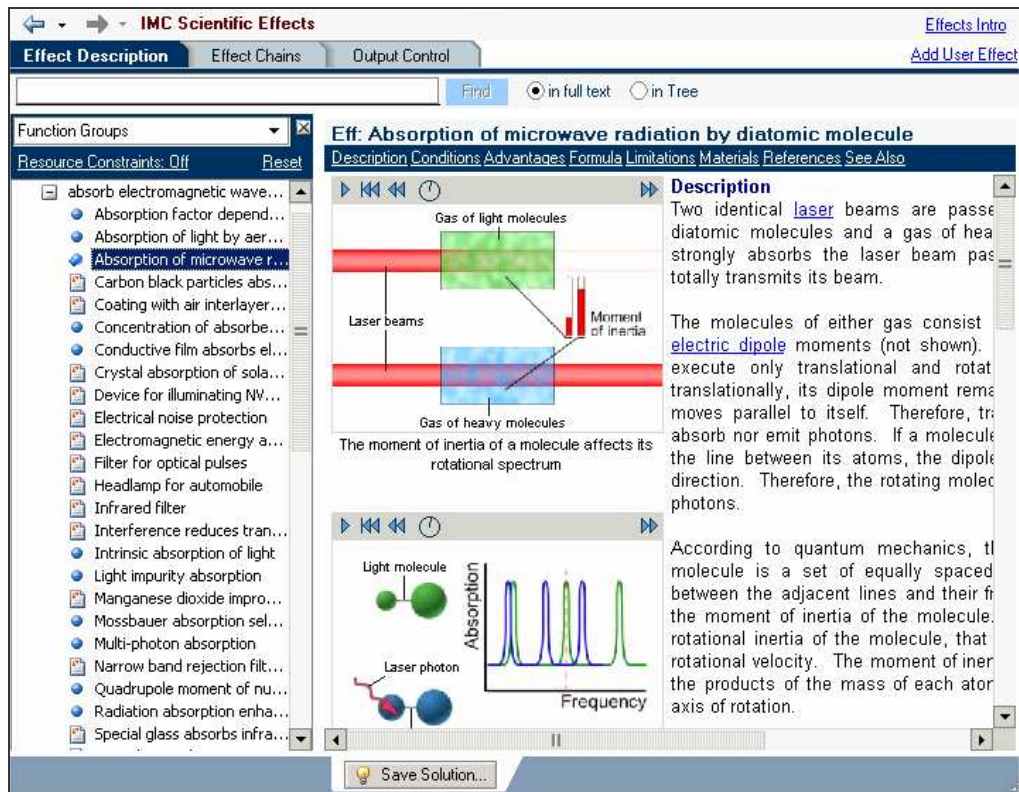 IMC Scientific Effects
Effects Intro
Effect Description
Effect Chains
Output Control
Add User Effect
Find
in full text
in Tree
Function Groups
Resource Constraints: Off
Reset
absorb electromagnetic wave...
Absorption factor depend...
Absorption of light by aer...
Absorption of microwave r...
Carbon black particles abs...
Coating with air interlayer...
Concentration of absorbe...
Conductive film absorbs el...
Crystal absorption of sola...
Device for illuminating NV...
Electrical noise protection
Electromagnetic energy a...
Filter for optical pulses
Headlamp for automobile
Infrared filter
Interference reduces tran...
Intrinsic absorption of light
Light impurity absorption
Manganese dioxide impro...
Mossbauer absorption sel...
Multi-photon absorption
Narrow band rejection filt...
Quadrupole moment of nu...
Radiation absorption enha...
Special glass absorbs infra...
Eff: Absorption of microwave radiation by diatomic molecule
Description Conditions Advantages Formula Limitations Materials References See Also
Gas of light molecules
Laser beams
Moment
of inertia
Gas of heavy molecules
The moment of inertia of a molecule affects its
rotational spectrum
Light molecule
Laser photon
Absorption
Frequency
Description
Two identical laser beams are passe
diatomic molecules and a gas of hea
strongly absorbs the laser beam pas
totally transmits its beam.
The molecules of either gas consist
electric dipole moments (not shown).
execute only translational and rotat
translationally, its dipole moment rema
moves parallel to itself. Therefore, tra
absorb nor emit photons. If a molecule
the line between its atoms, the dipole
direction. Therefore, the rotating molec
photons.
According to quantum mechanics, tl
molecule is a set of equally spaced
between the adjacent lines and their fr
the moment of inertia of the molecule.
rotational inertia of the molecule, that
rotational velocity. The moment of iner
the products of the mass of each ator
axis of rotation.
Save Solution...